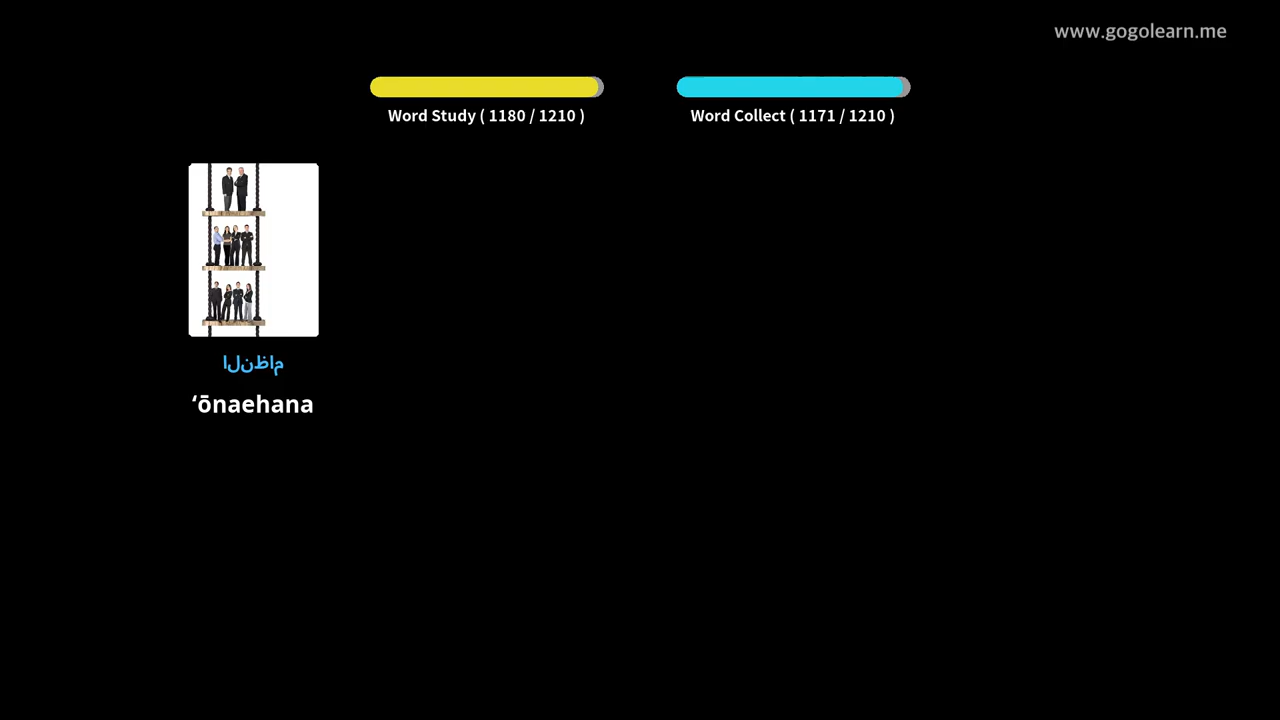 www.gogolearn.me
Word Study ( 1180 / 1210 )
Word Collect ( 1171 / 1210 )
النظام
ʻōnaehana